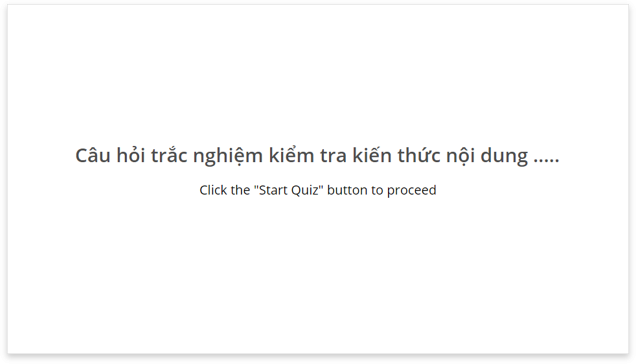 Câu hỏi trắc nghiệm kiểm tra kiến thức nội dung .....
Click the "Start Quiz" button to proceed